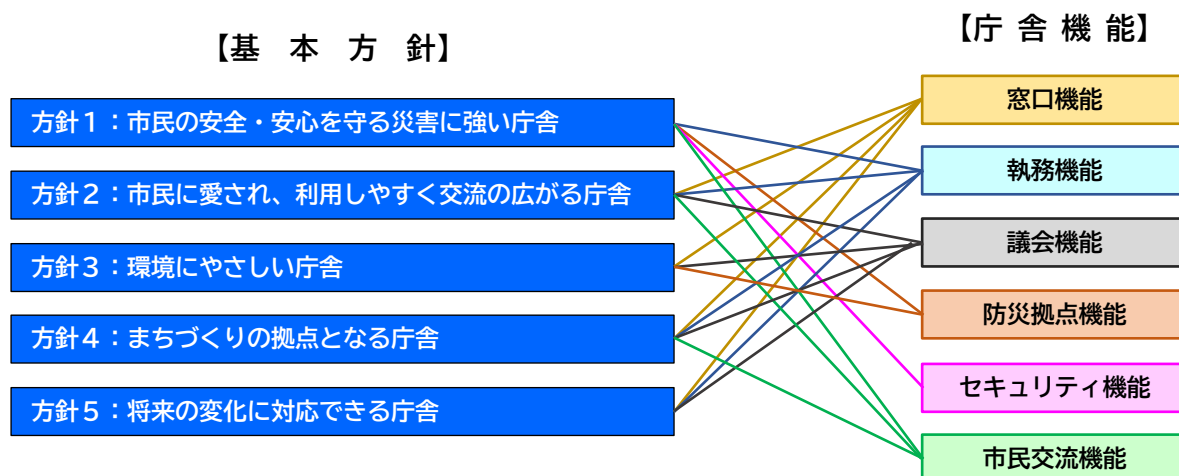 【基　本　方　針】
方針１：市民の安全・安心を守る災害に強い庁舎
方針２：市民に愛され、利用しやすく交流の広がる庁舎
方針３：環境にやさしい庁舎
方針４：まちづくりの拠点となる庁舎
方針５：将来の変化に対応できる庁舎
【庁 舎 機 能】
窓口機能
執務機能
議会機能
防災拠点機能
セキュリティ機能
市民交流機能